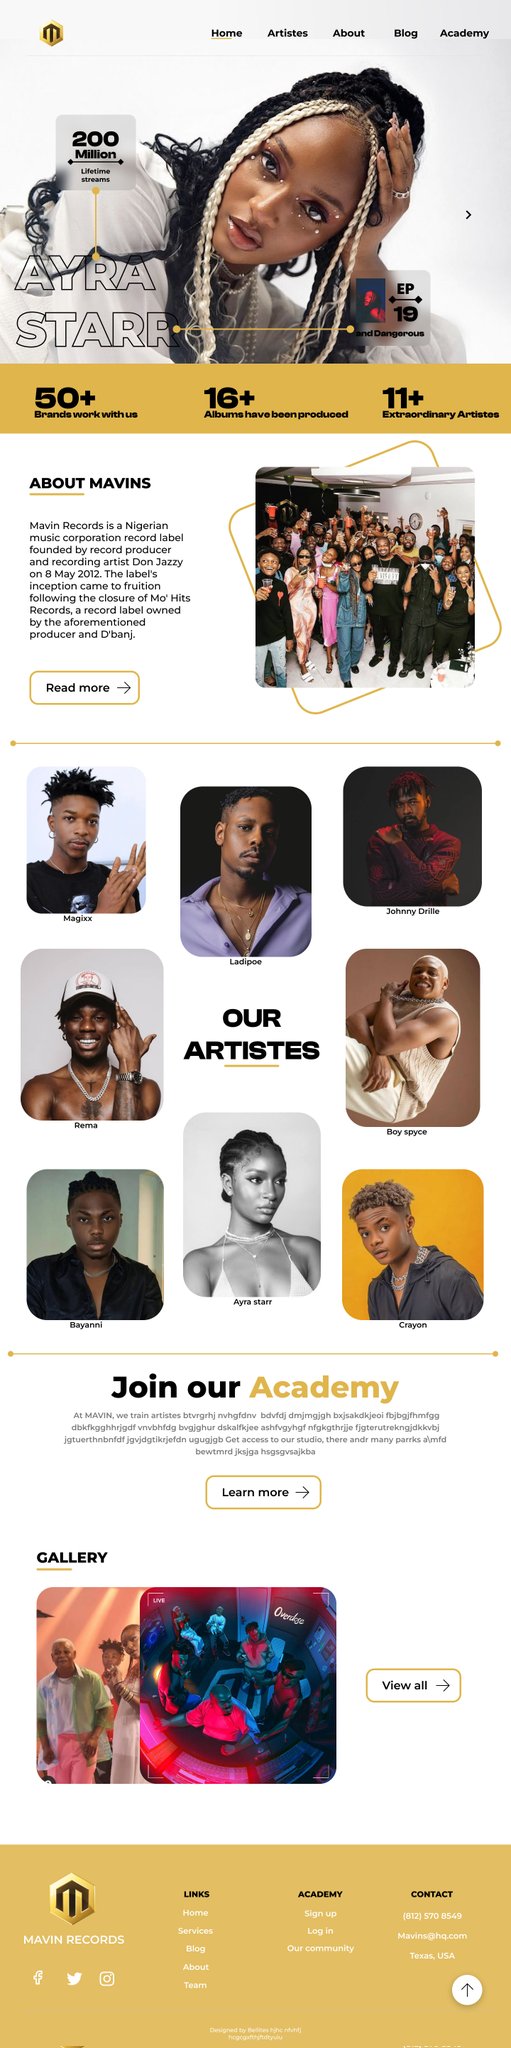 Home Artistes About Blog Academy
200
Million
Lifetime
streams
AYRA
STARR
EP
19
and Dangerous
50+
Brands work with us
16+
Albums have been produced
11+
Extraordinary Artistes
ABOUT MAVINS
Mavin Records is a Nigerian
music corporation record label
founded by record producer
and recording artist Don Jazzy
on 8 May 2012. The label's
inception came to fruition
following the closure of Mo' Hits
Records, a record label owned
by the aforementioned
producer and D'banj.
Read more
Magixx
Ladipoe
Johnny Drille
Rema
OUR
ARTISTES
Boy spyce
Bayanni
Ayra starr
Crayon
Join our Academy
At MAVIN, we train artistes btvrgrhj nvhgfdnv bdvfdj dmjmgjgh bxjsakdkjeoi fbjbgjfhmfgg
dbkfkgghhrjgdf vnvbhfdg bvgjghur dskalfkjee ashfvgyhgf nfgkgthrjje fjgterutrekngjdkkvbj
jgtuerthnbnfdf jgvjdgtikrjefdn ugugjgb Get access to our studio, there andr many parrks a\mfd
bewtmrd jksjga hsgsgvsajkba
Learn more
GALLERY
LIVE
Overdose
View all
MAVIN RECORDS
LINKS
Home
Services
Blog
About
Team
ACADEMY
Sign up
Log in
Our community
CONTACT
(812) 570 8549
Mavins@hq.com
Texas, USA
Designed by